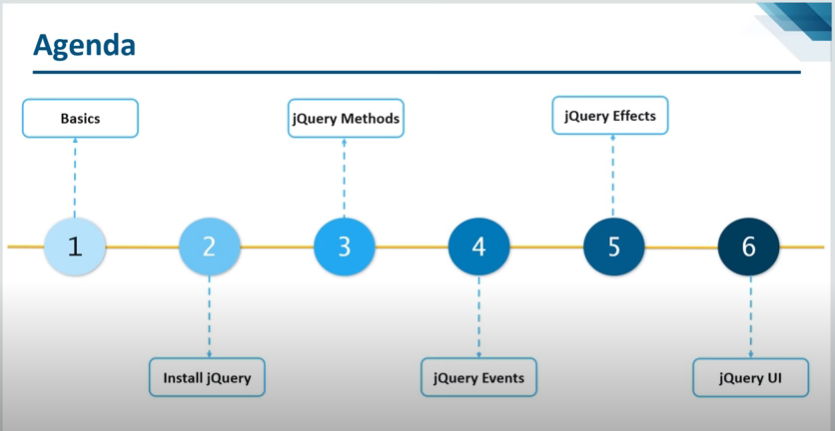 Agenda
Basics
jQuery Methods
jQuery Effects
1
2
3
4
5
6
Install jQuery
jQuery Events
jQuery UI